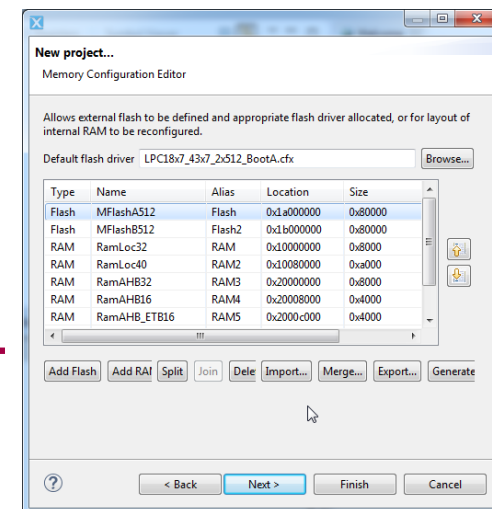 New project...
Memory Configuration Editor
Allows external flash to be defined and appropriate flash driver allocated, or for layout of
internal RAM to be reconfigured.
Default flash driver LPC18x7_43x7_2x512_BootA.cfx Browse...
Type Name Alias Location Size
Flash MFlashA512 Flash 0x1a000000 0x80000
Flash MFlashB512 Flash2 0x1b000000 0x80000
RAM RamLoc32 RAM 0x10000000 0x8000
RAM RamLoc40 RAM2 0x10080000 0xa000
RAM RamAHB32 RAM3 0x20000000 0x8000
RAM RamAHB16 RAM4 0x20008000 0x4000
RAM RamAHB_ETB16 RAM5 0x2000c000 0x4000
Add Flash Add RAI Split Join Dele Import... Merge... Export... Generate
? < Back Next > Finish Cancel